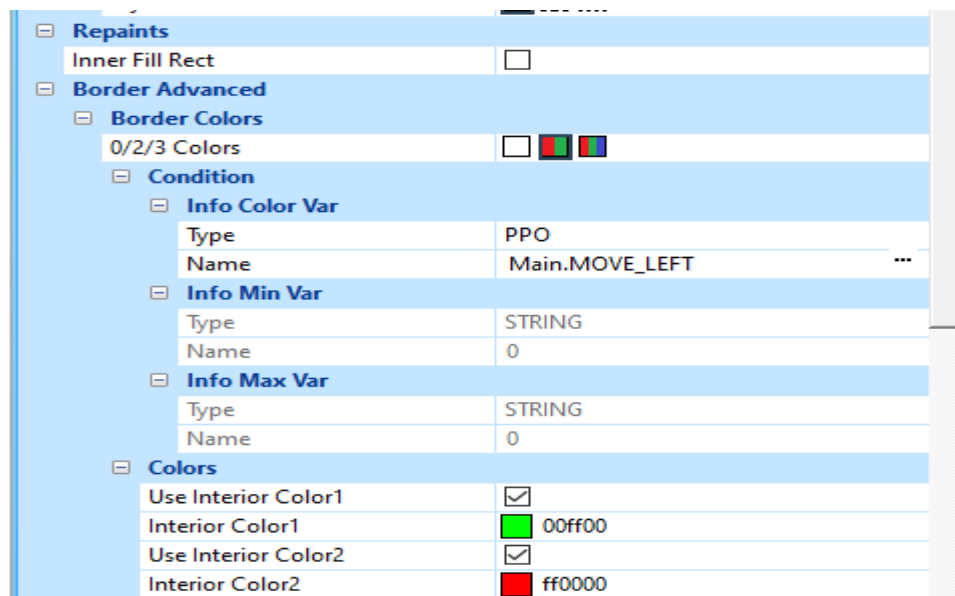 Repaints
Inner Fill Rect
Border Advanced
Border Colors
0/2/3 Colors
Condition
Info Color Var
Type PPO
Name Main.MOVE_LEFT ...
Info Min Var
Type STRING
Name 0
Info Max Var
Type STRING
Name 0
Colors
Use Interior Color1
Interior Color1 00ff00
Use Interior Color2
Interior Color2 ff0000